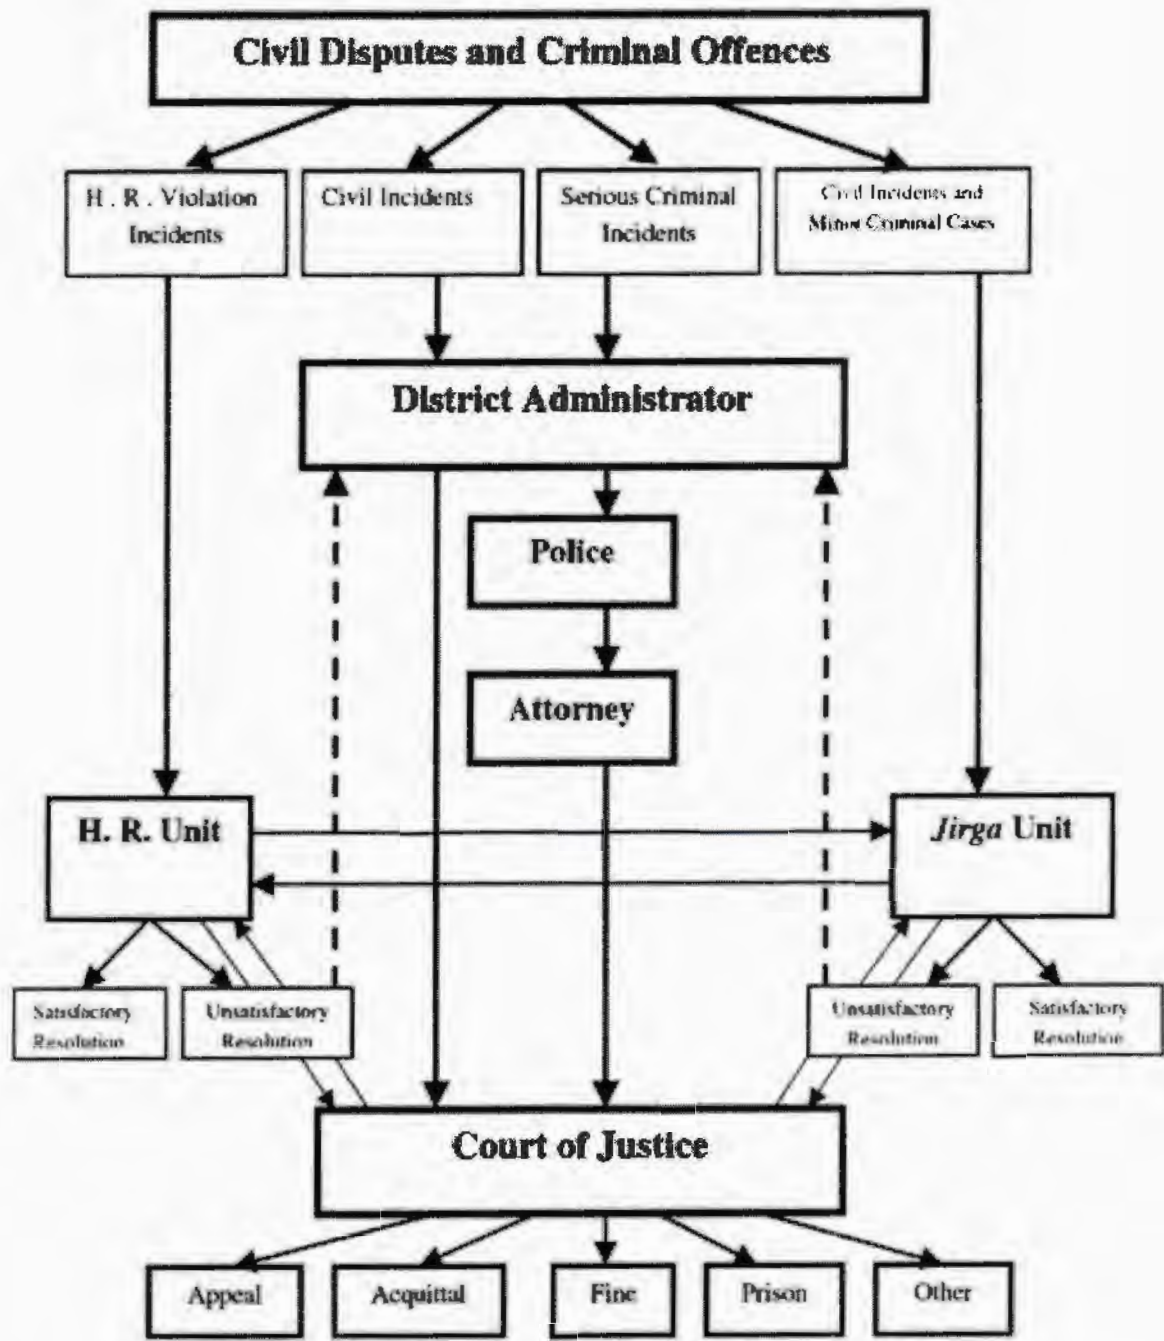 Civil Disputes and Criminal Offences
H . R . Violation
Incidents
Civil Incidents
Serious Criminal
Incidents
Civil Incidents and
Minor Criminal Cases
District Administrator
Police
Attorney
H. R. Unit
Jirga Unit
Satisfactory
Resolution
Unsatisfactory
Resolution
Unsatisfactory
Resolution
Satisfactory
Resolution
Court of Justice
Appeal
Acquittal
Fine
Prison
Other